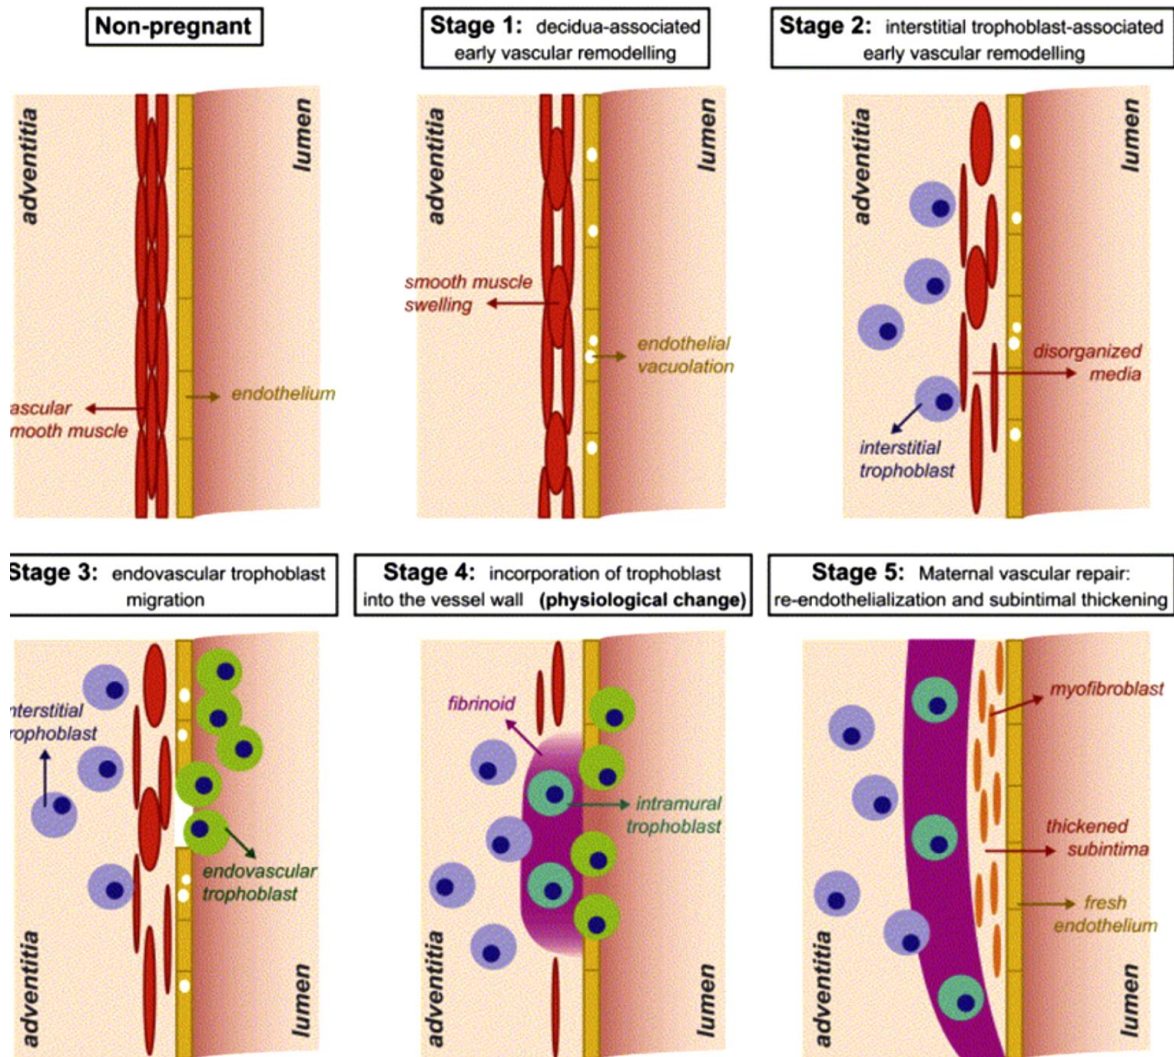 Non-pregnant
adventitia
lumen
ascular
mooth muscle
endothelium
Stage 1: decidua-associated
early vascular remodelling
adventitia
lumen
smooth muscle
swelling
endothelial
vacuolation
Stage 2: interstitial trophoblast-associated
early vascular remodelling
adventitia
lumen
disorganized
media
interstitial
trophoblast
Stage 3: endovascular trophoblast
migration
nterstitial
rophoblast
endovascular
trophoblast
adventitia
lumen
Stage 4: incorporation of trophoblast
into the vessel wall (physiological change)
fibrinoid
intramural
trophoblast
adventitia
lumen
Stage 5: Maternal vascular repair:
re-endothelialization and subintimal thickening
myofibroblast
thickened
subintima
fresh
endothelium
adventitia
lumen